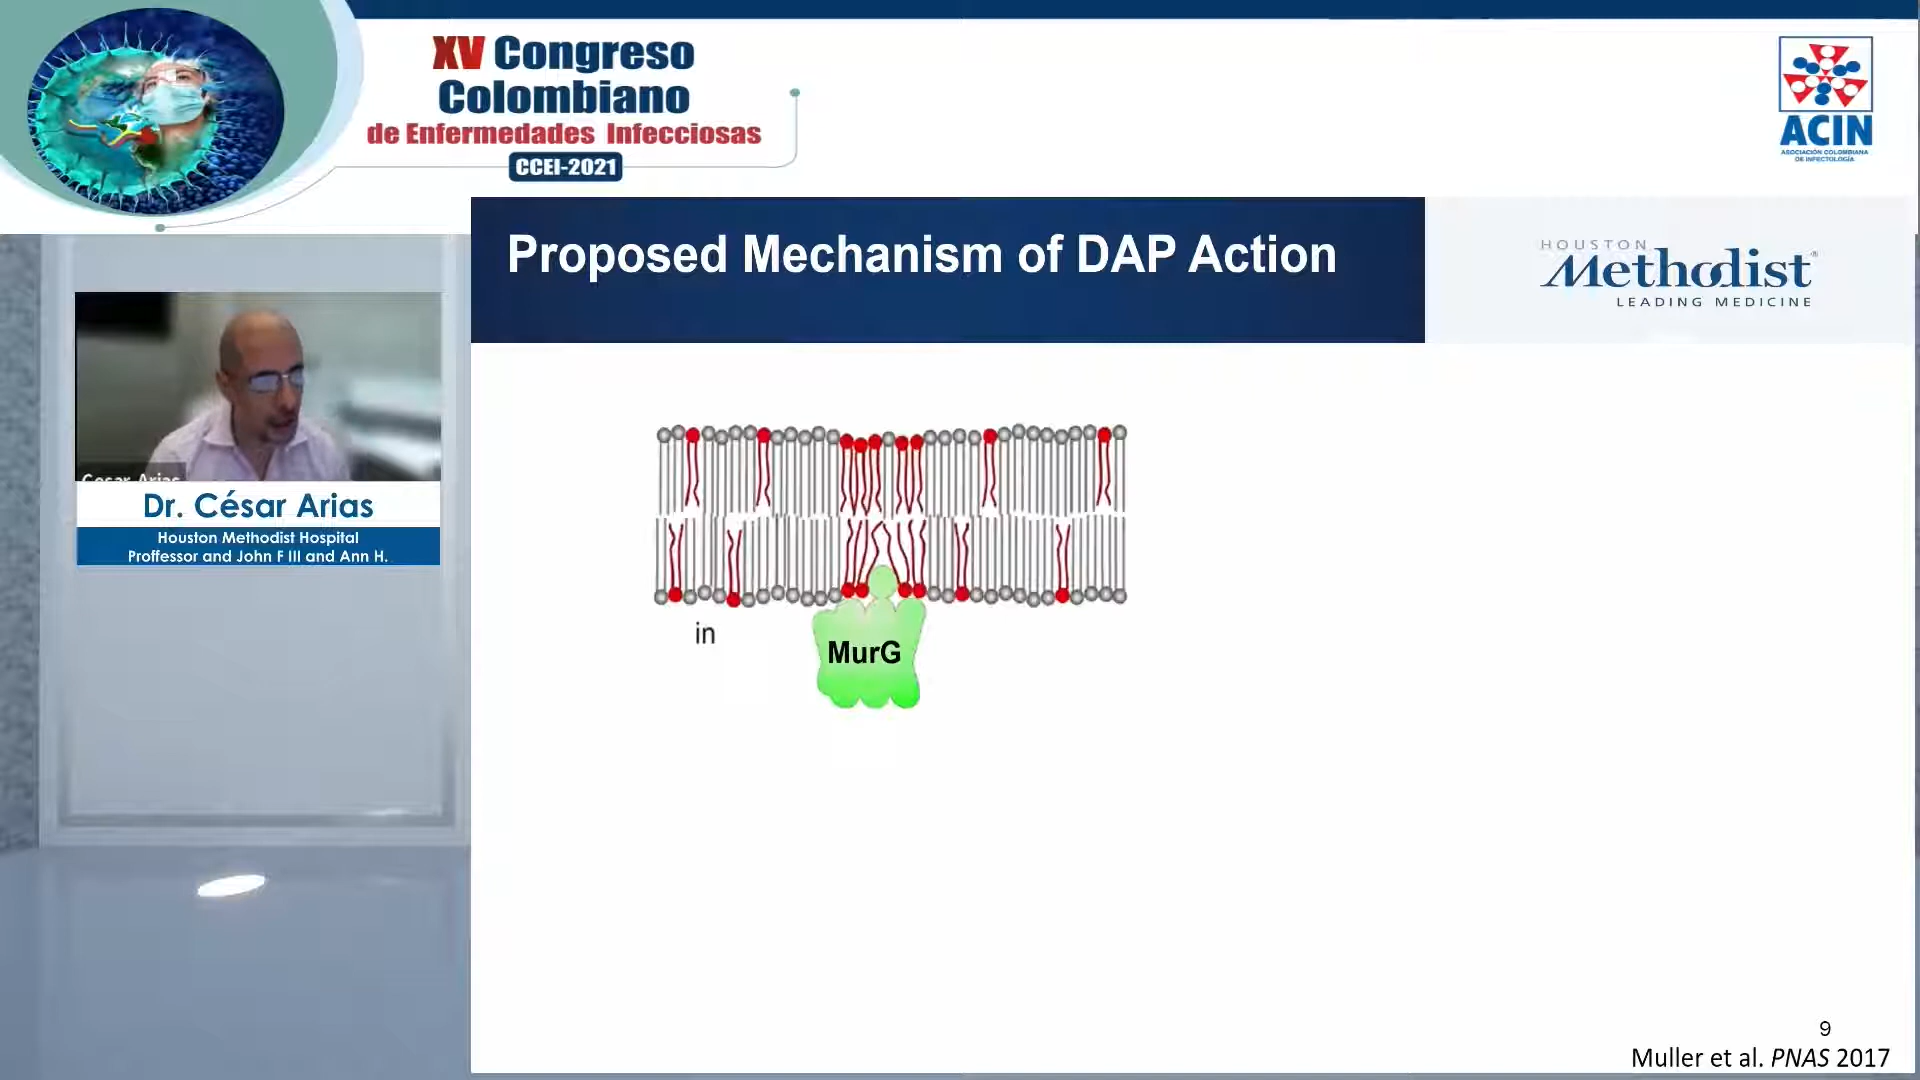 XV Congreso
Colombiano
de Enfermedades Infecciosas
CCEI-2021
ACIN
ASOCIACIÓN COLOMBIANA
DE INFECTOLOGÍA
Proposed Mechanism of DAP Action
HOUSTON
Methodist®
LEADING MEDICINE
Cesar Arias
Dr. César Arias
Houston Methodist Hospital
Proffessor and John F III and Ann H.
in
MurG
9
Muller et al. PNAS 2017